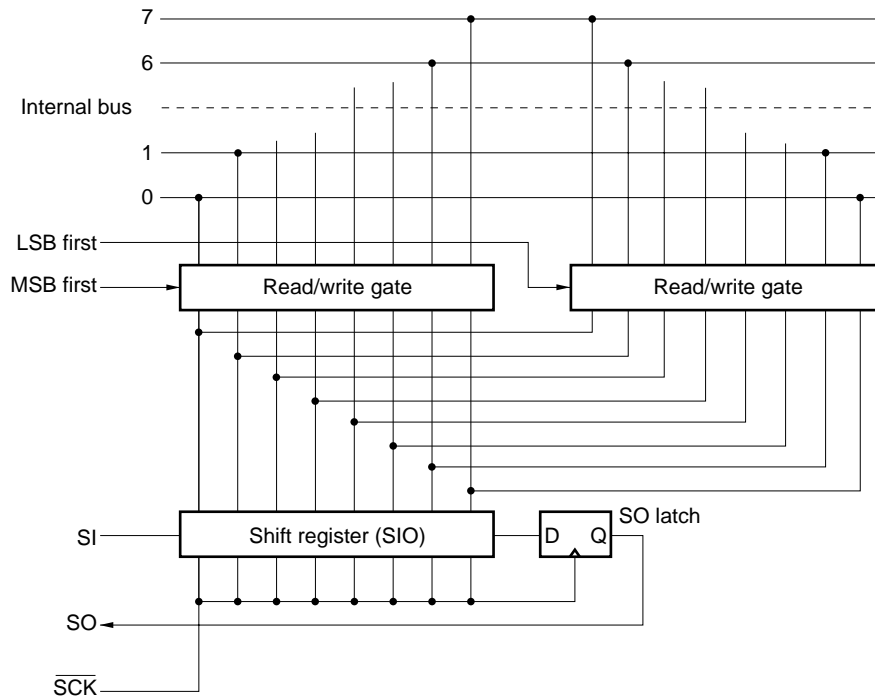 7
6
Internal bus
1
0
LSB first
MSB first
Read/write gate
Read/write gate
SI
Shift register (SIO)
D Q
SO latch
SO
SCK